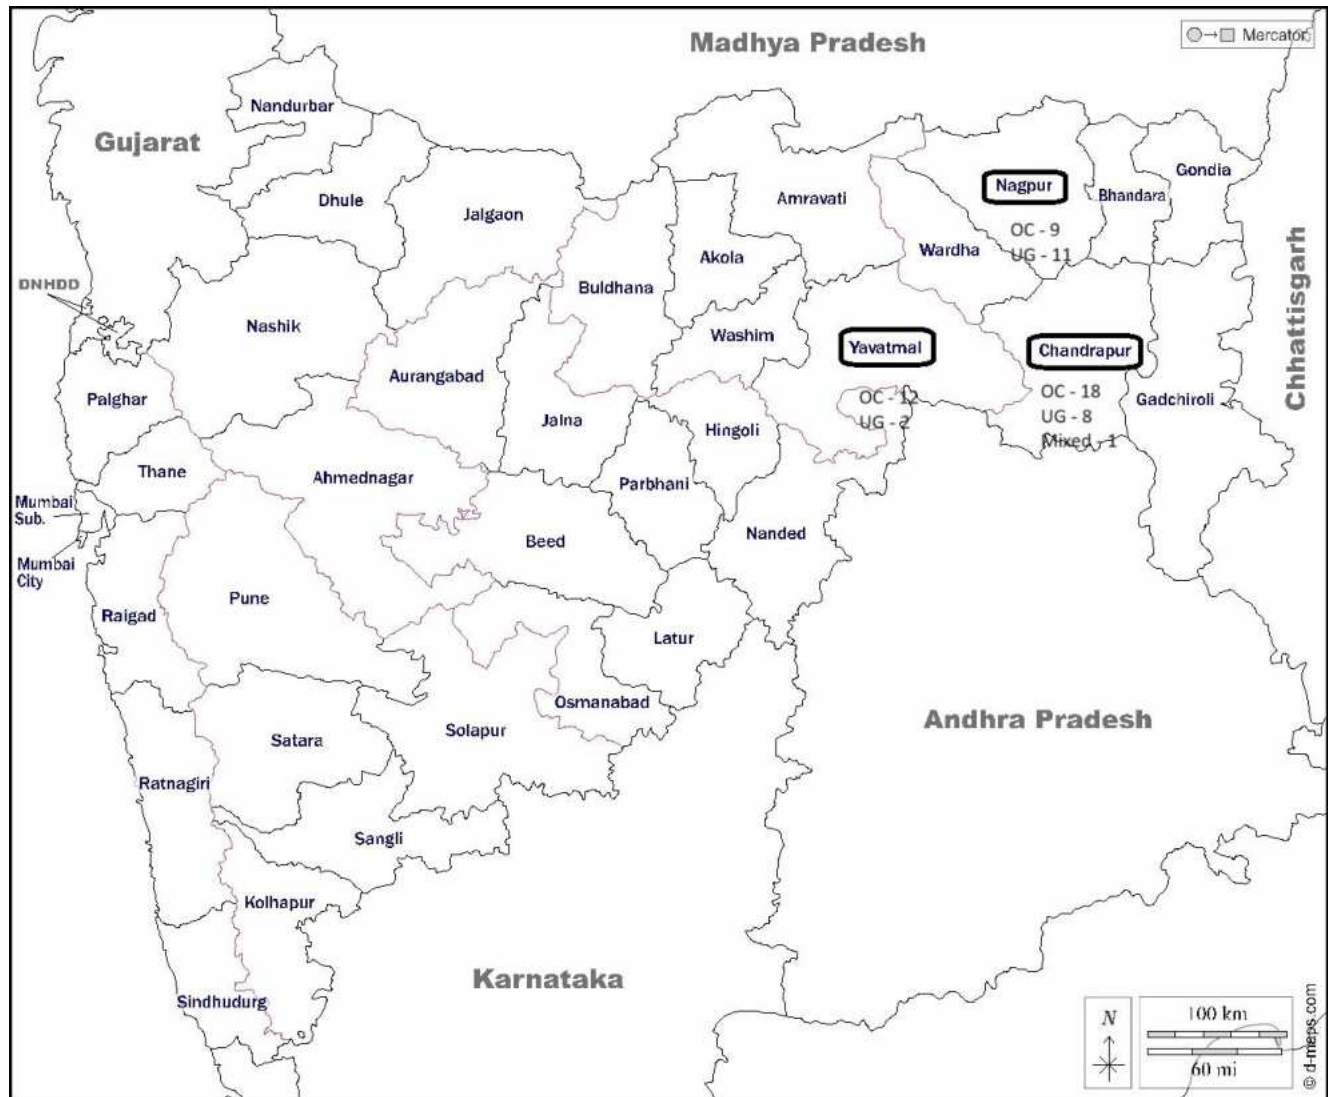 Madhya Pradesh
Mercator
Nandurbar
Gujarat
Gondia
Nagpur
Bhandara
Dhule
Amravati
Jalgaon
OC - 9
UG - 11
Wardha
Akola
Chhattisgarh
DNHDD
Buldhana
Nashik
Washim
Yavatmal
Chandrapur
Aurangabad
OC - 12
UG - 2
OC - 18
UG - 8
Mixed - 1
Palghar
Gadchiroli
Jalna
Hingoli
Thane
Ahmednagar
Parbhani
Mumbai
Sub.
Nanded
Beed
Mumbai
City
Pune
Raigad
Latur
Osmanabad
Andhra Pradesh
Solapur
Satara
Ratnagiri
Sangli
Kolhapur
Karnataka
Sindhudurg
N
100 km
60 mi
© d-maps.com